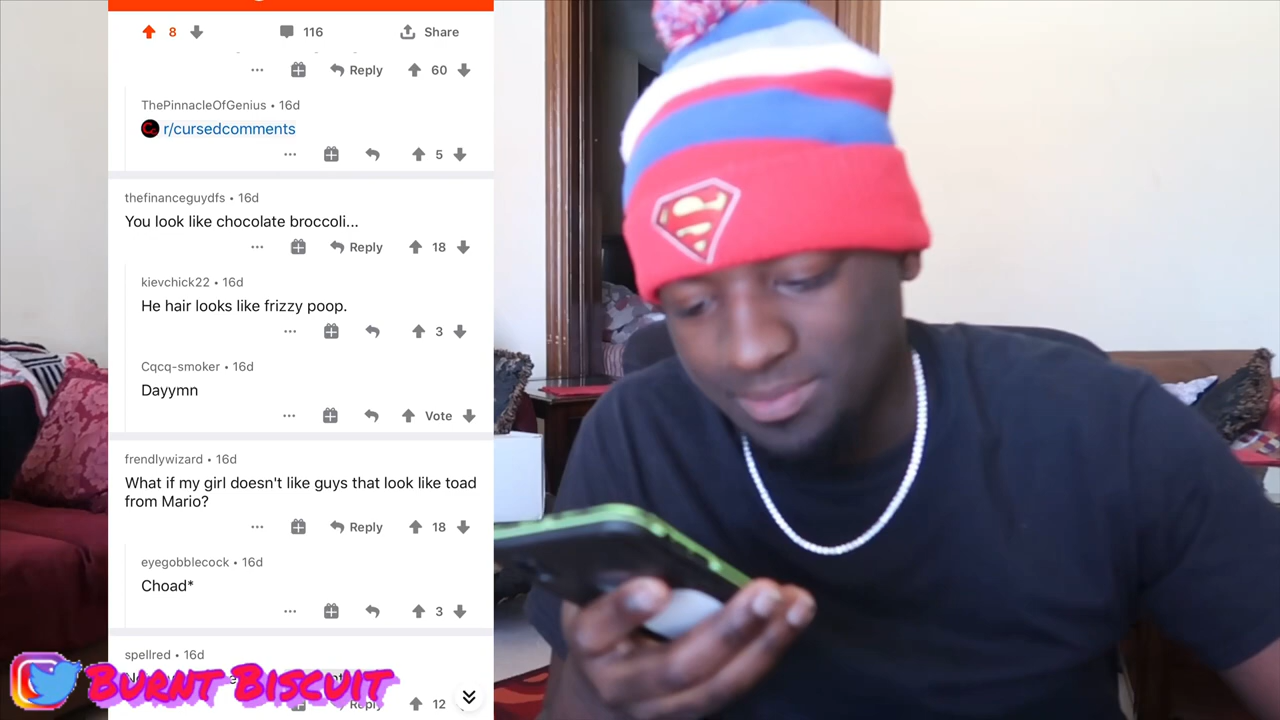 8
116
Share
Reply
60
ThePinnacleOfGenius • 16d
r/cursedcomments
5
thefinanceguydfs • 16d
You look like chocolate broccoli...
Reply
18
kievchick22 • 16d
He hair looks like frizzy poop.
3
Cqcq-smoker • 16d
Dayymn
Vote
frendlywizard • 16d
What if my girl doesn't like guys that look like toad
from Mario?
Reply
18
eyegobblecock • 16d
Choad*
3
spellred • 16d
Reply
12
Burnt Biscuit
S